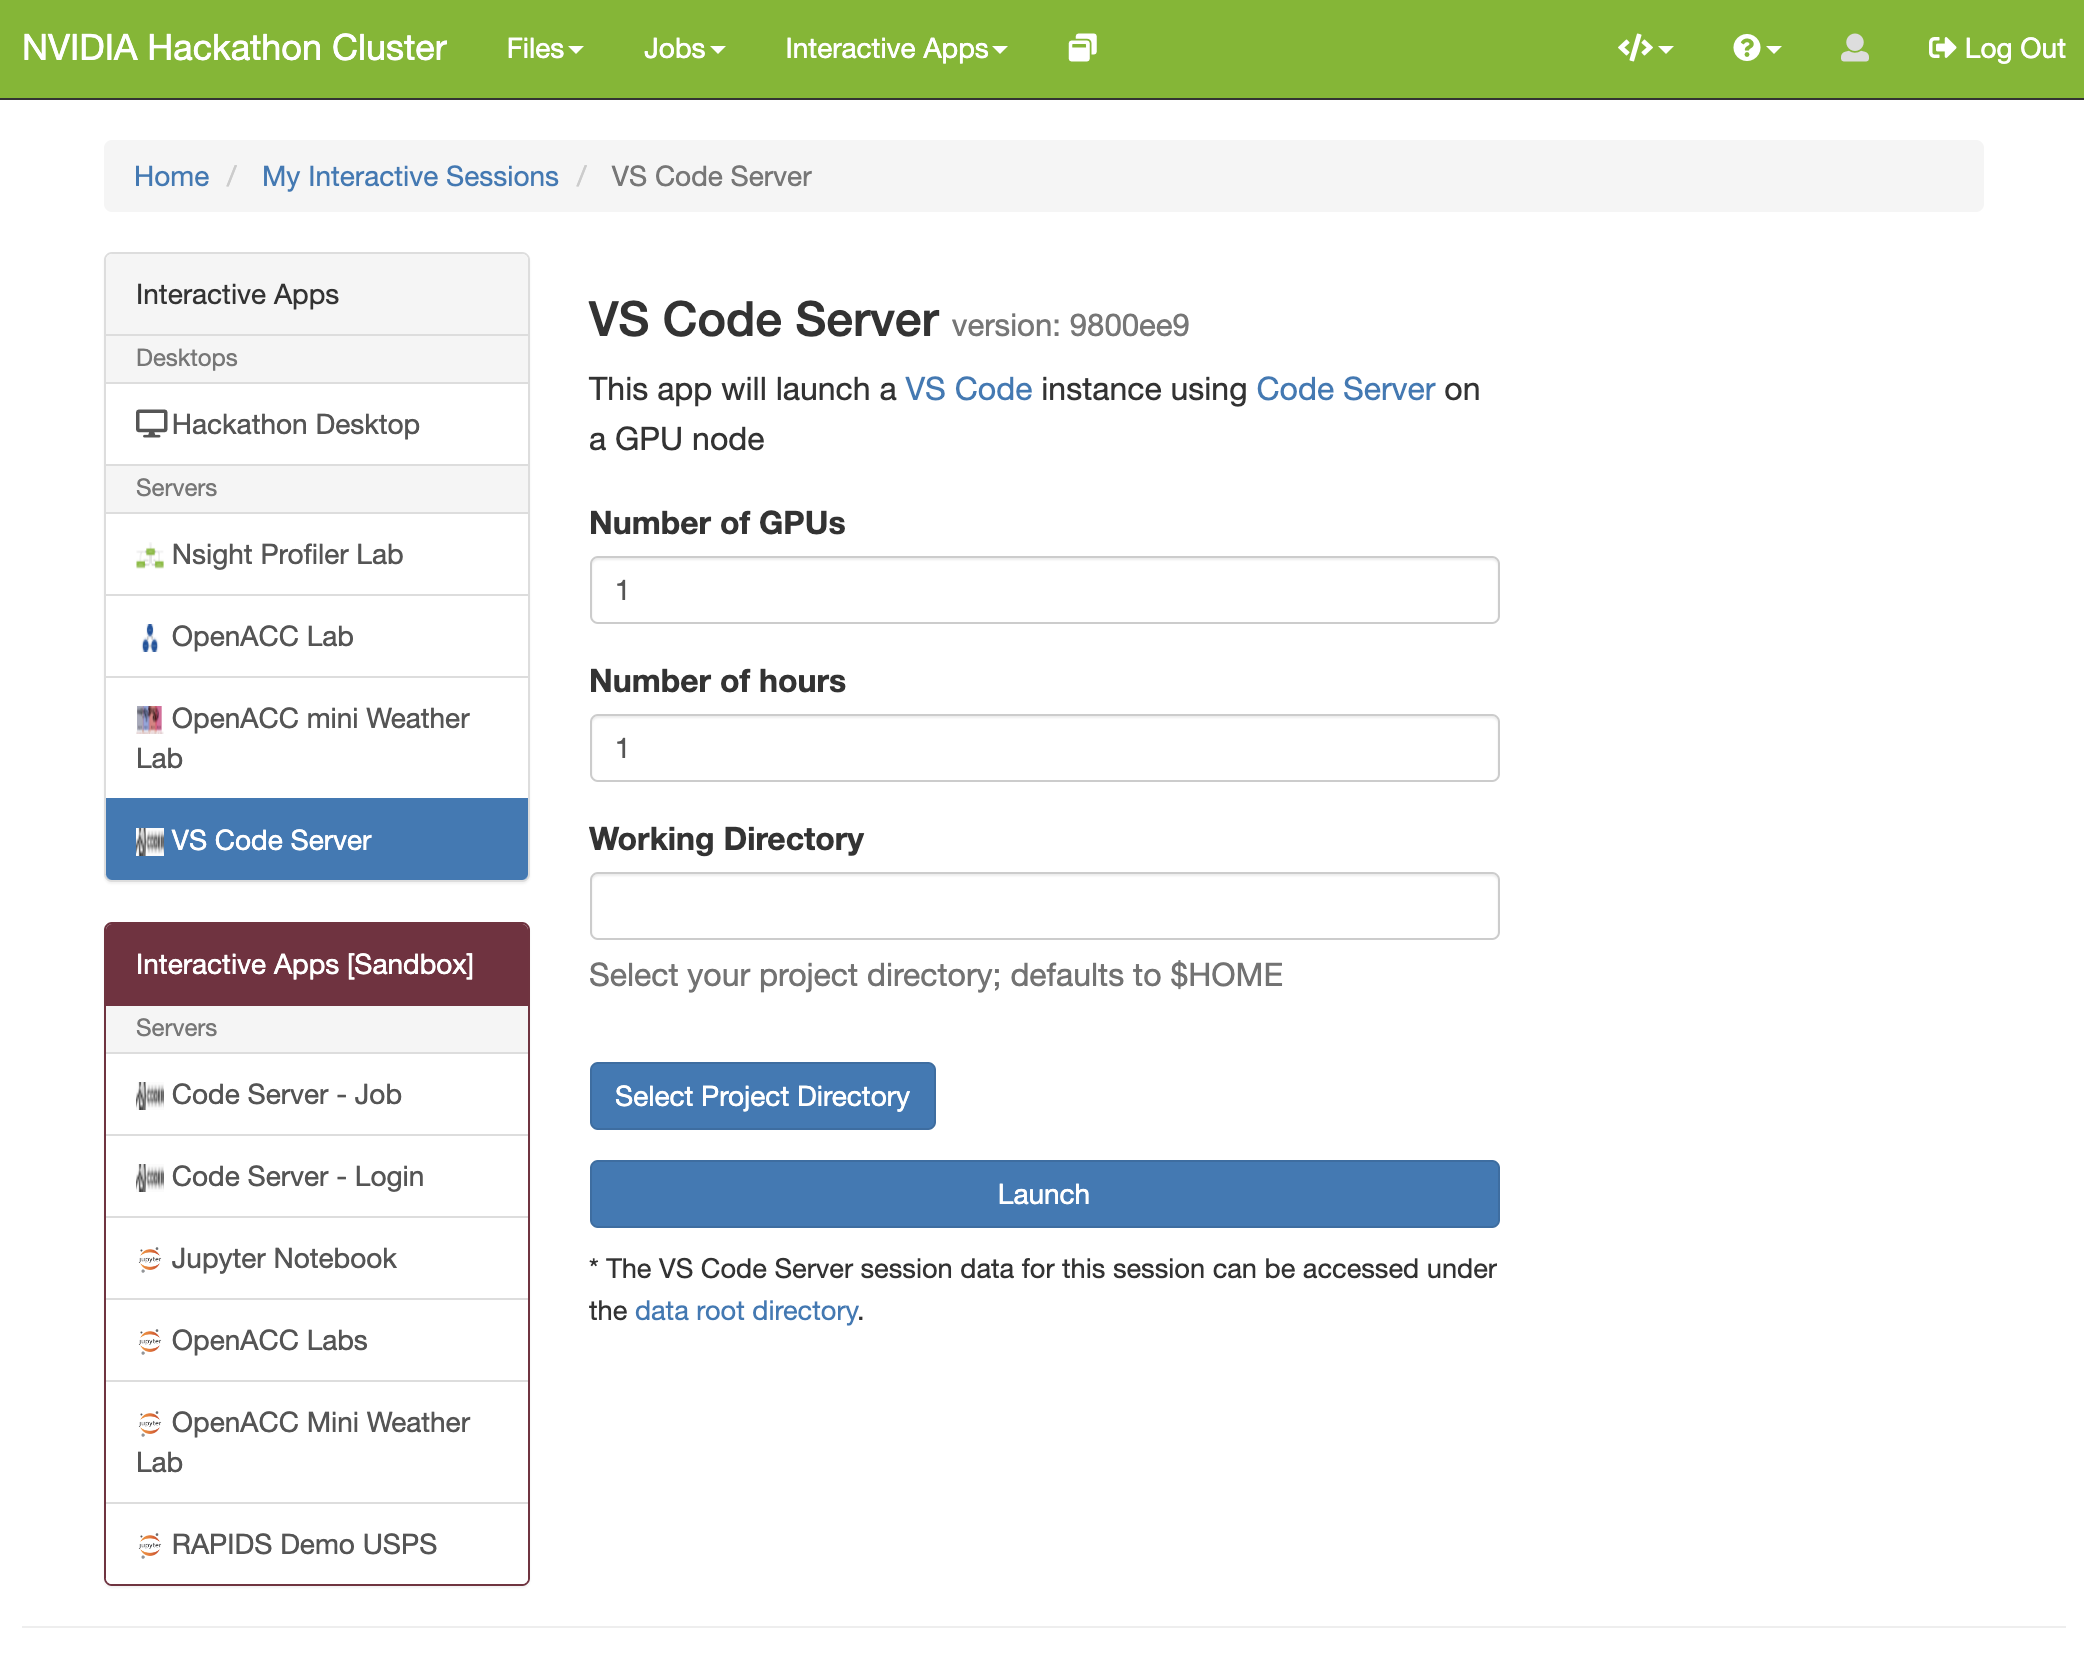 NVIDIA Hackathon Cluster Files Jobs Interactive Apps Log Out
Home / My Interactive Sessions / VS Code Server
Interactive Apps
Desktops
Hackathon Desktop
Servers
Nsight Profiler Lab
OpenACC Lab
OpenACC mini Weather
Lab
VS Code Server
Interactive Apps [Sandbox]
Servers
Code Server - Job
Code Server - Login
Jupyter Notebook
OpenACC Labs
OpenACC Mini Weather
Lab
RAPIDS Demo USPS
VS Code Server version: 9800ee9
This app will launch a VS Code instance using Code Server on
a GPU node
Number of GPUs
1
Number of hours
1
Working Directory
Select your project directory; defaults to $HOME
Select Project Directory
Launch
* The VS Code Server session data for this session can be accessed under
the data root directory.